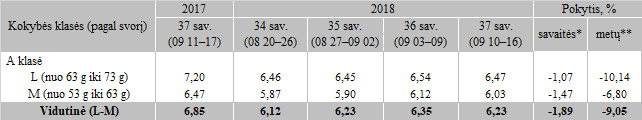 Kokybės klasės (pagal svorį) 2017 2018 Pokytis, %
37 sav. (09 11–17) 34 sav. (08 20–26) 35 sav. (08 27–09 02) 36 sav. (09 03–09) 37 sav. (09 10–16) savaitės* metų**
A klasė
L (nuo 63 g iki 73 g) 7,20 6,46 6,45 6,54 6,47 -1,07 -10,14
M (nuo 53 g iki 63 g) 6,47 5,87 5,90 6,12 6,03 -1,47 -6,80
Vidutinė (L-M) 6,85 6,12 6,23 6,35 6,23 -1,89 -9,05